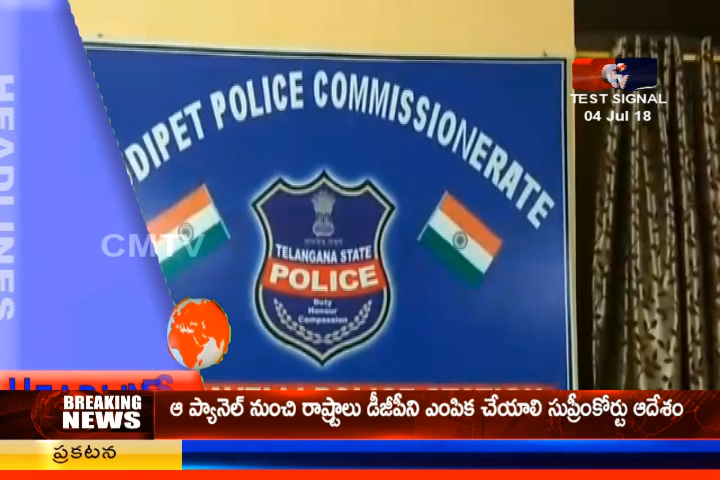 HEADLINES
DIPET POLICE COMMISSIONERATE
TEST SIGNAL
04 Jul 18
CMTV
TELANGANA STATE
POLICE
Duty
Honour
Compassion
BREAKING
NEWS
ఆ ప్యానెల్ నుంచి రాష్ట్రాలు డీజీపీని ఎంపిక చేయాలి సుప్రీంకోర్టు ఆదేశం
ప్రకటన